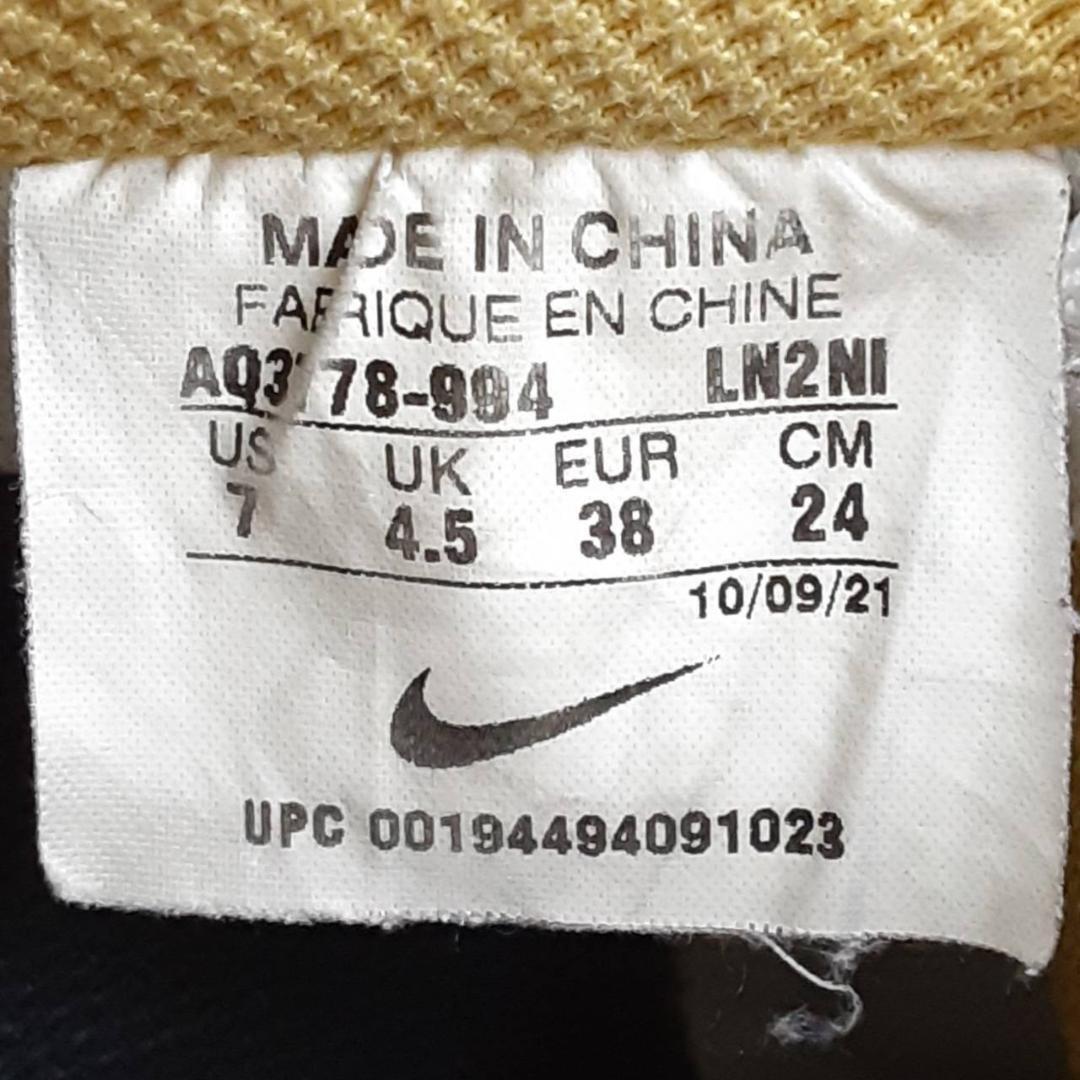 MADE IN CHINA
FABRIQUE EN CHINE
AQ3778-994 LN2NI
US UK EUR CM
7 4.5 38 24
10/09/21
UPC 00194494091023